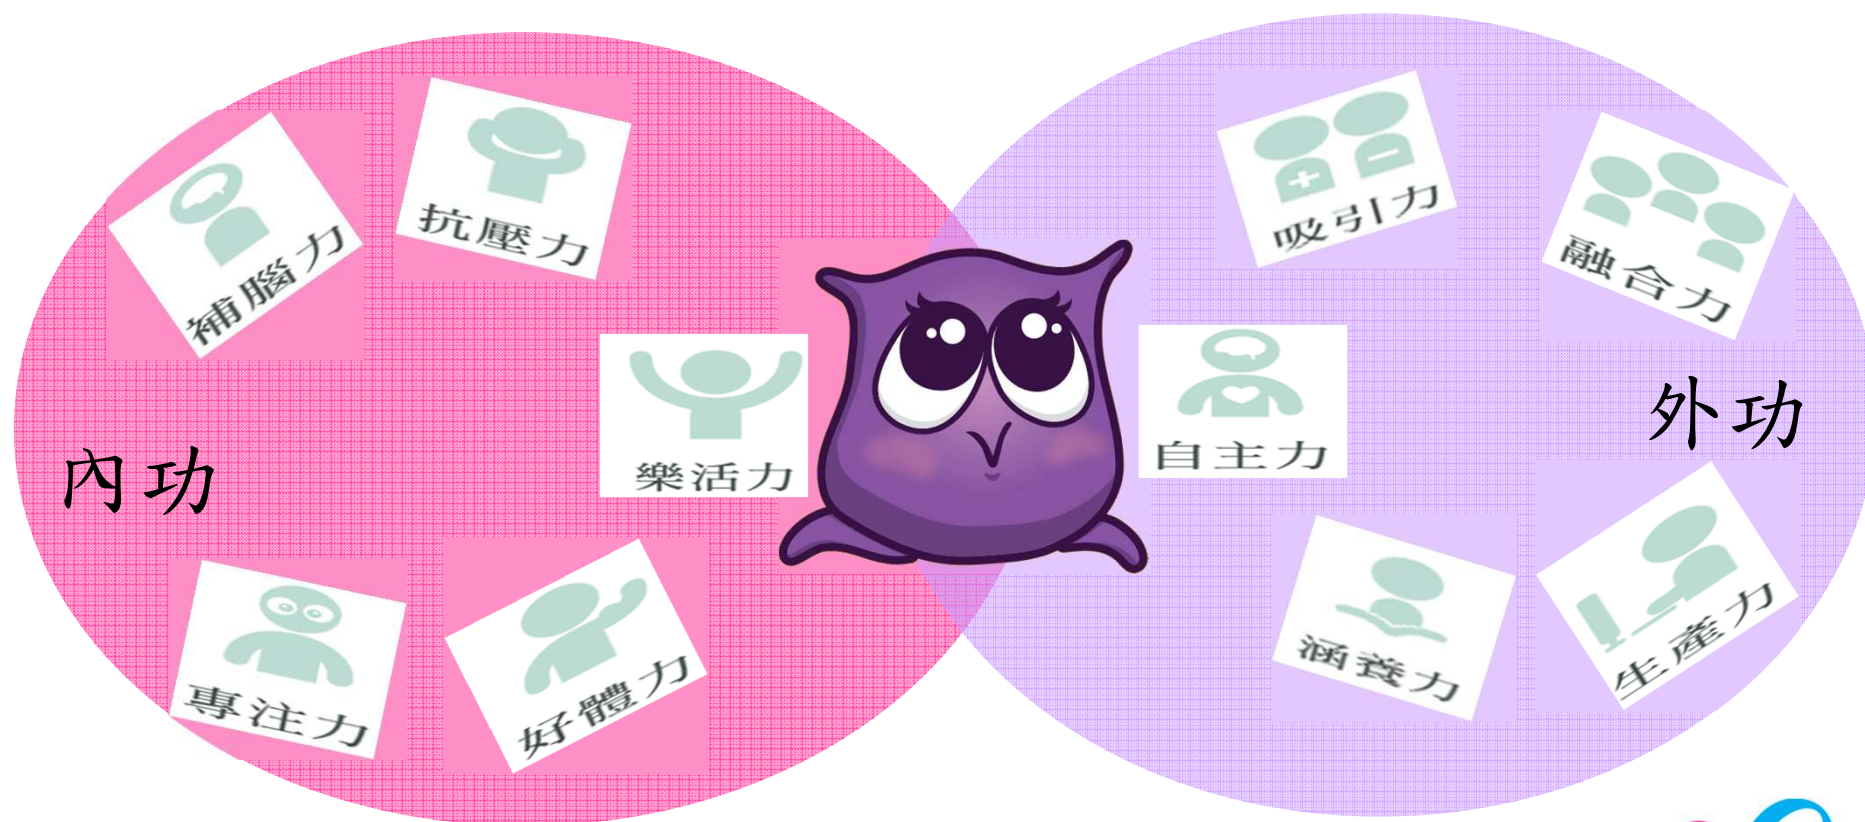 補腦力
抗壓力
樂活力
內功
專注力
好體力
吸引力
融合力
自主力
外功
涵養力
生產力